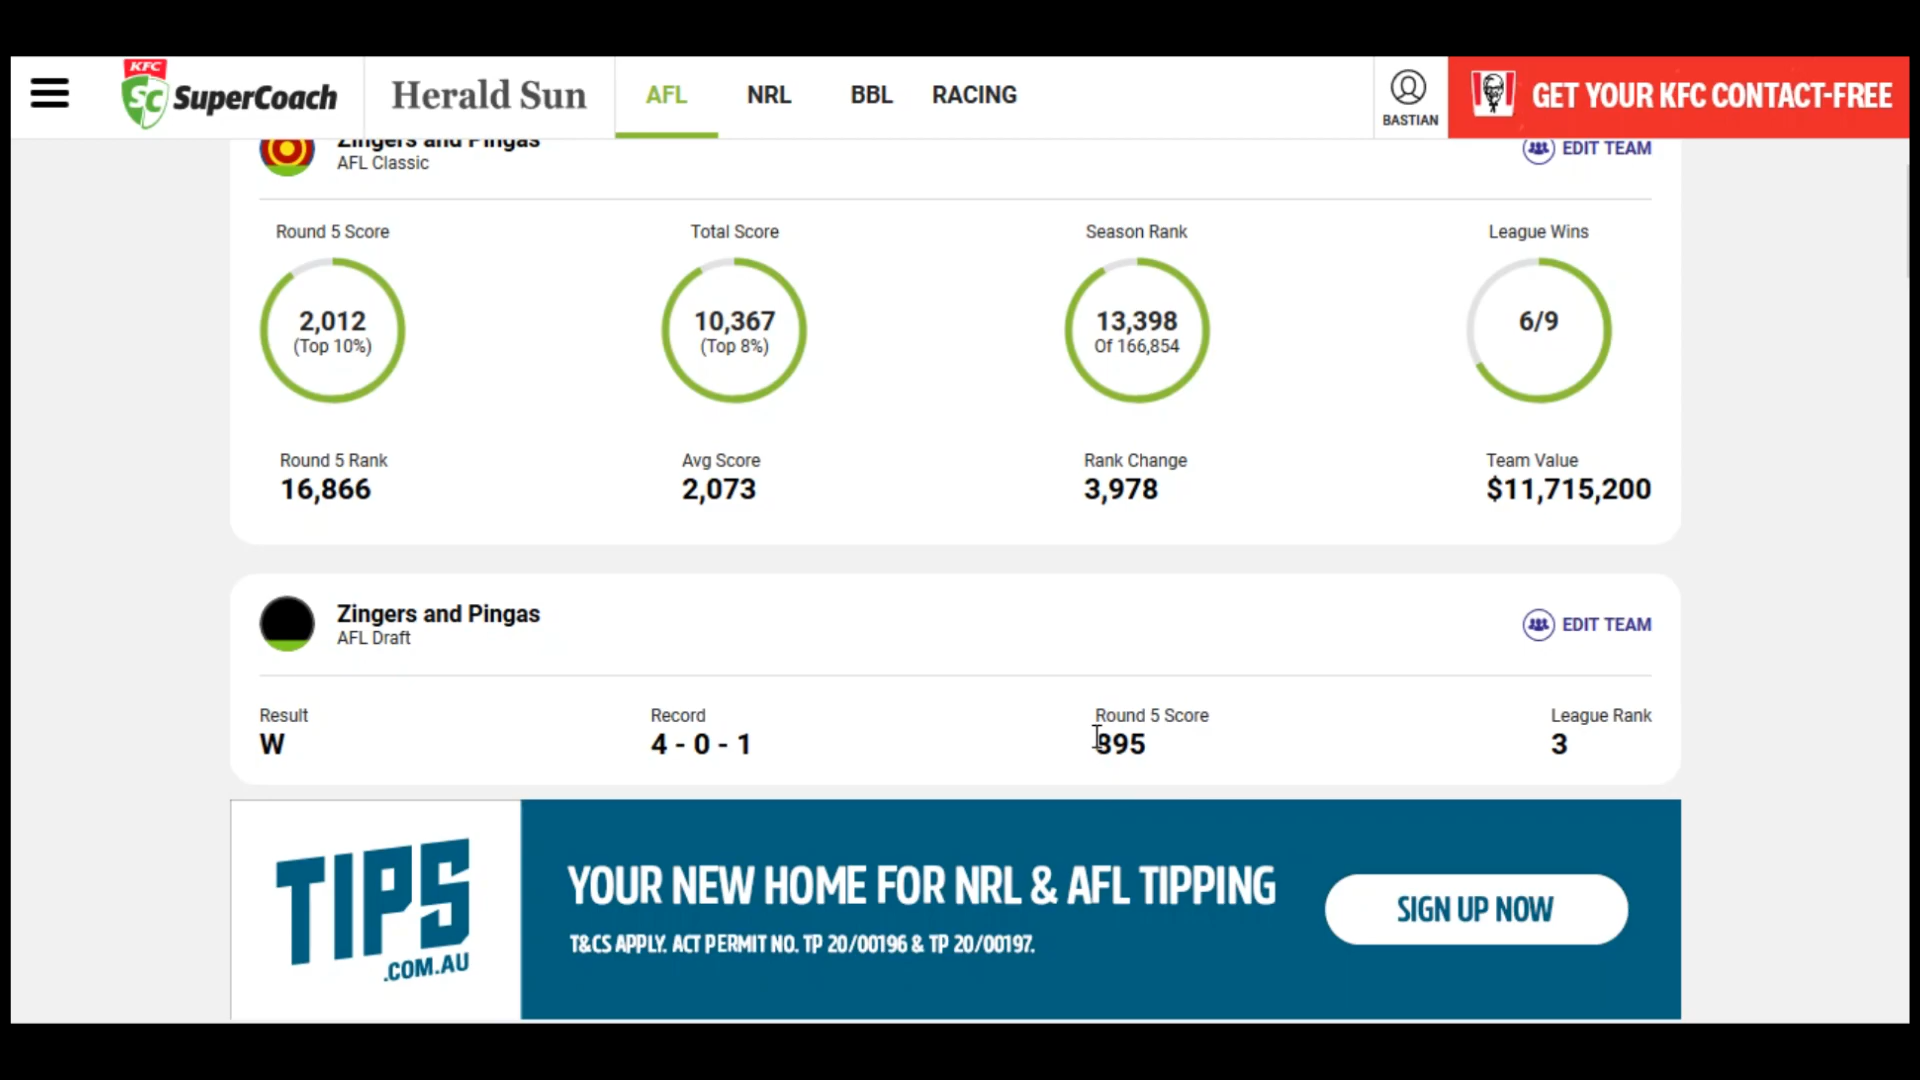 KFC
SC SuperCoach
Herald Sun
AFL
NRL
BBL
RACING
BASTIAN
GET YOUR KFC CONTACT-FREE
Zingers and Pingas
AFL Classic
EDIT TEAM
Round 5 Score
Total Score
Season Rank
League Wins
2,012
(Top 10%)
10,367
(Top 8%)
13,398
Of 166,854
6/9
Round 5 Rank
16,866
Avg Score
2,073
Rank Change
3,978
Team Value
$11,715,200
Zingers and Pingas
AFL Draft
EDIT TEAM
Result
W
Record
4 - 0 - 1
Round 5 Score
895
League Rank
3
TIPS
.COM.AU
YOUR NEW HOME FOR NRL & AFL TIPPING
T&CS APPLY. ACT PERMIT NO. TP 20/00196 & TP 20/00197.
SIGN UP NOW